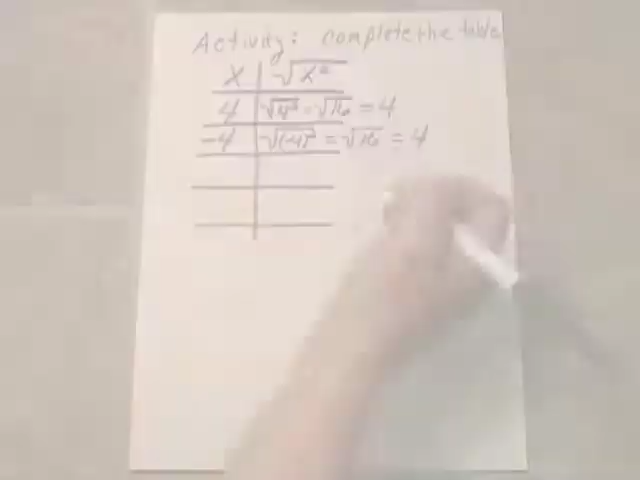 Activity: complete the table
x √x²
4 √4² = √16 = 4
-4 √(-4)² = √16 = 4